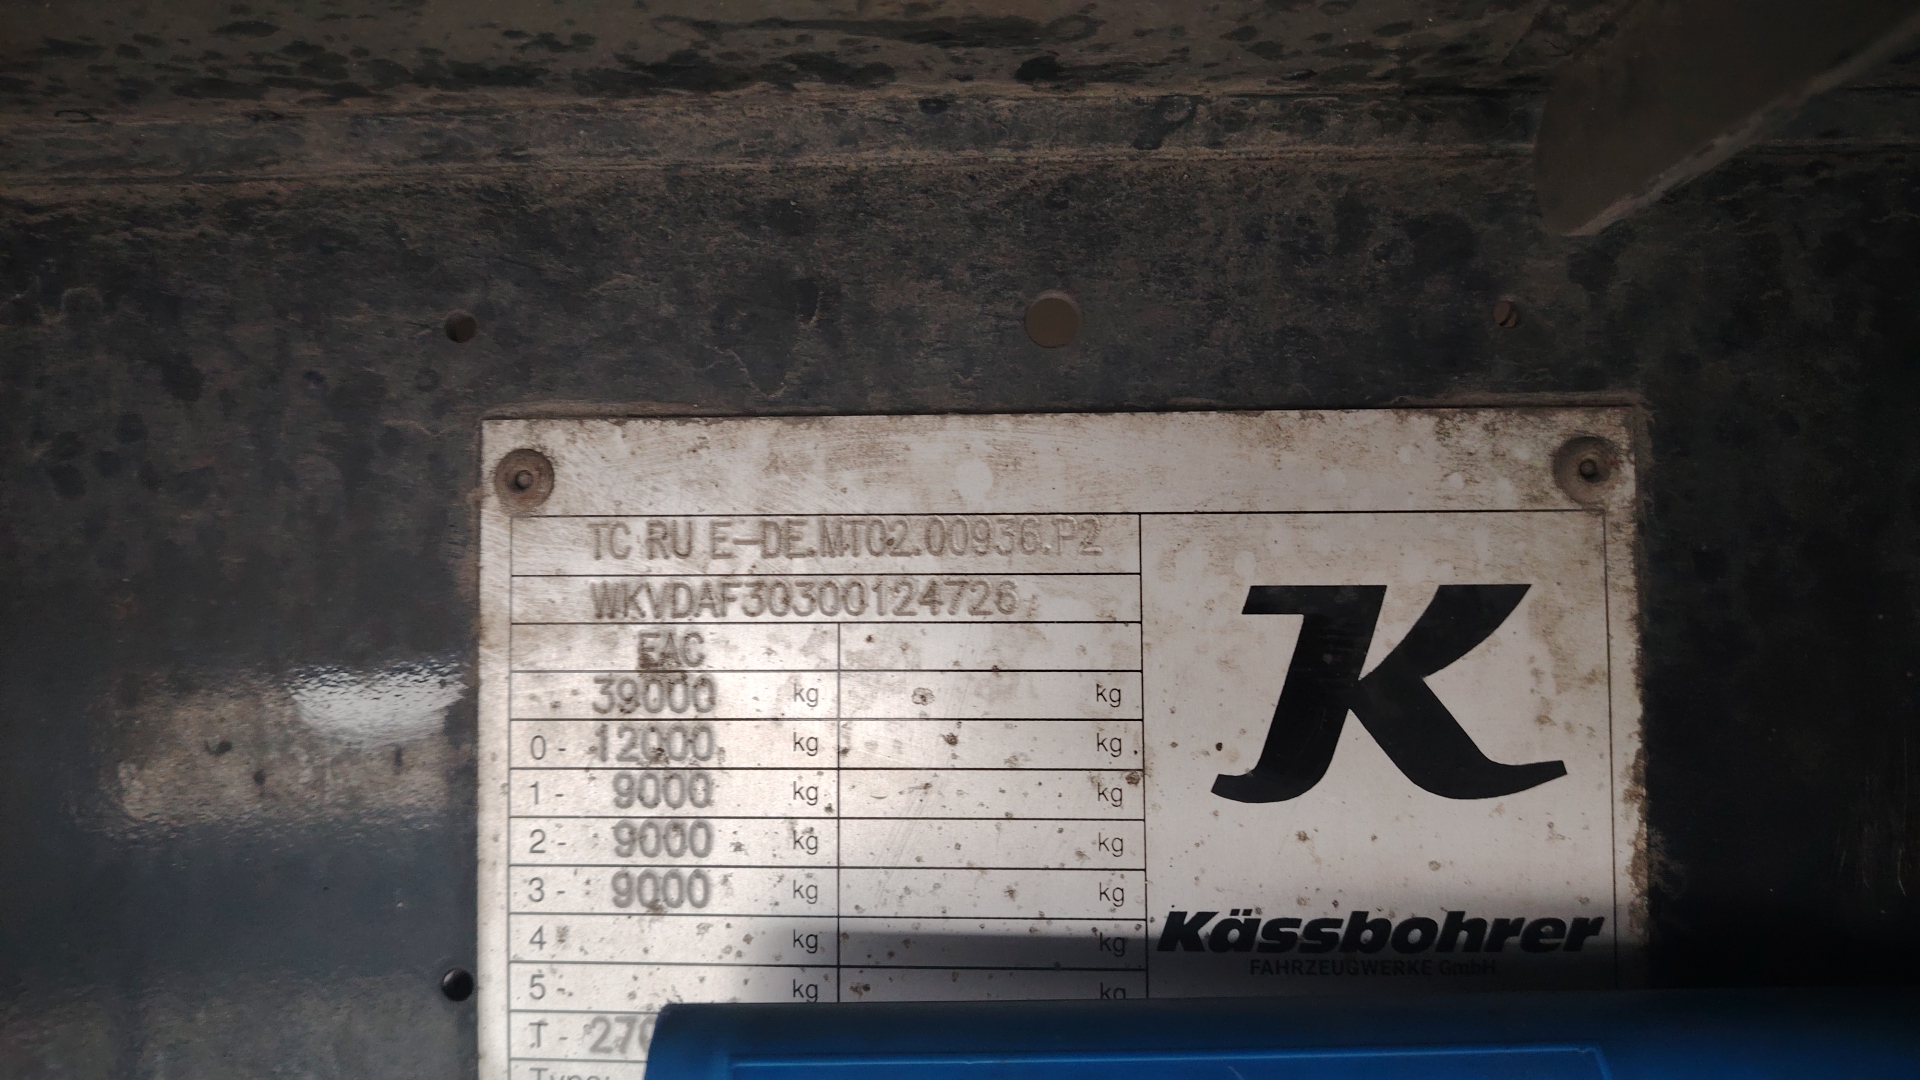 TC RU E-DE.MT02.00936.P2
WKVDAF30300124726
EAC
39000 kg kg
0 - 12000 kg kg
1 - 9000 kg kg
2 - 9000 kg kg
3 - 9000 kg kg
4 - kg kg
5 - kg kg
T -
K
Kässbohrer
FAHRZEUGWERKE GmbH